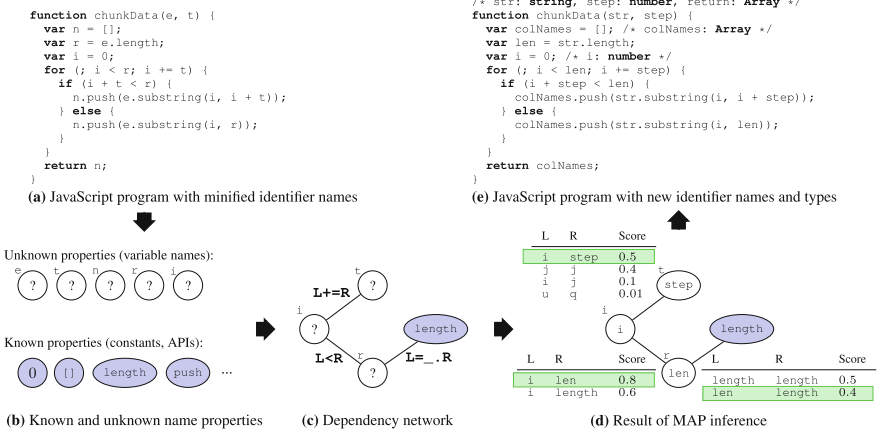 function chunkData(e, t) {
var n = [];
var r = e.length;
var i = 0;
for (; i < r; i += t) {
if (i + t < r) {
n.push(e.substring(i, i + t));
} else {
n.push(e.substring(i, r));
}
}
return n;
}
(a) JavaScript program with minified identifier names
/* str: string, step: number, return: Array */
function chunkData(str, step) {
var colNames = []; /* colNames: Array */
var len = str.length;
var i = 0; /* i: number */
for (; i < len; i += step) {
if (i + step < len) {
colNames.push(str.substring(i, i + step));
} else {
colNames.push(str.substring(i, len));
}
}
return colNames;
}
(e) JavaScript program with new identifier names and types
Unknown properties (variable names):
e t n r i
? ? ? ? ?
Known properties (constants, APIs):
0 [] length push ...
(b) Known and unknown name properties
t
?
L+=R
i
?
length
L<R
r
?
L=_.R
(c) Dependency network
L R Score
i step 0.5
j j 0.4
i j 0.1
u q 0.01
t
step
i
i
length
r
len
L R Score
i len 0.8
i length 0.6
L R Score
length length 0.5
len length 0.4
(d) Result of MAP inference